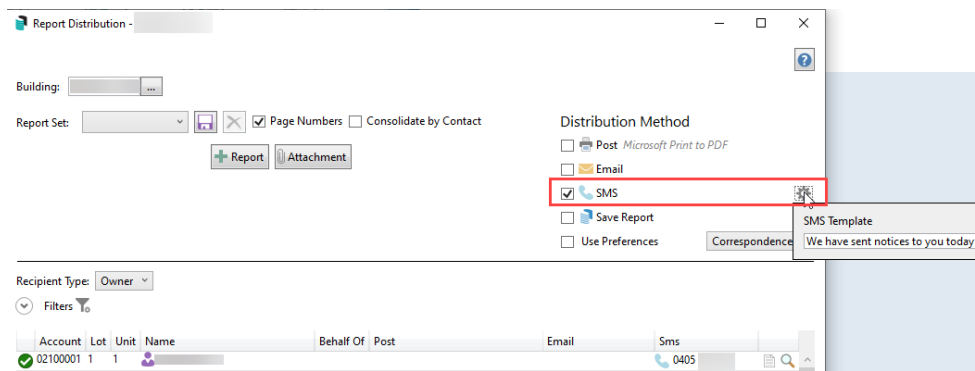 Report Distribution -
Building:
...
Report Set:
Page Numbers
Consolidate by Contact
Report
Attachment
Distribution Method
Post Microsoft Print to PDF
Email
SMS
Save Report
SMS Template
Use Preferences
Correspondence
We have sent notices to you today
Recipient Type: Owner
Filters
Account Lot Unit Name Behalf Of Post Email Sms
02100001 1 1 0405